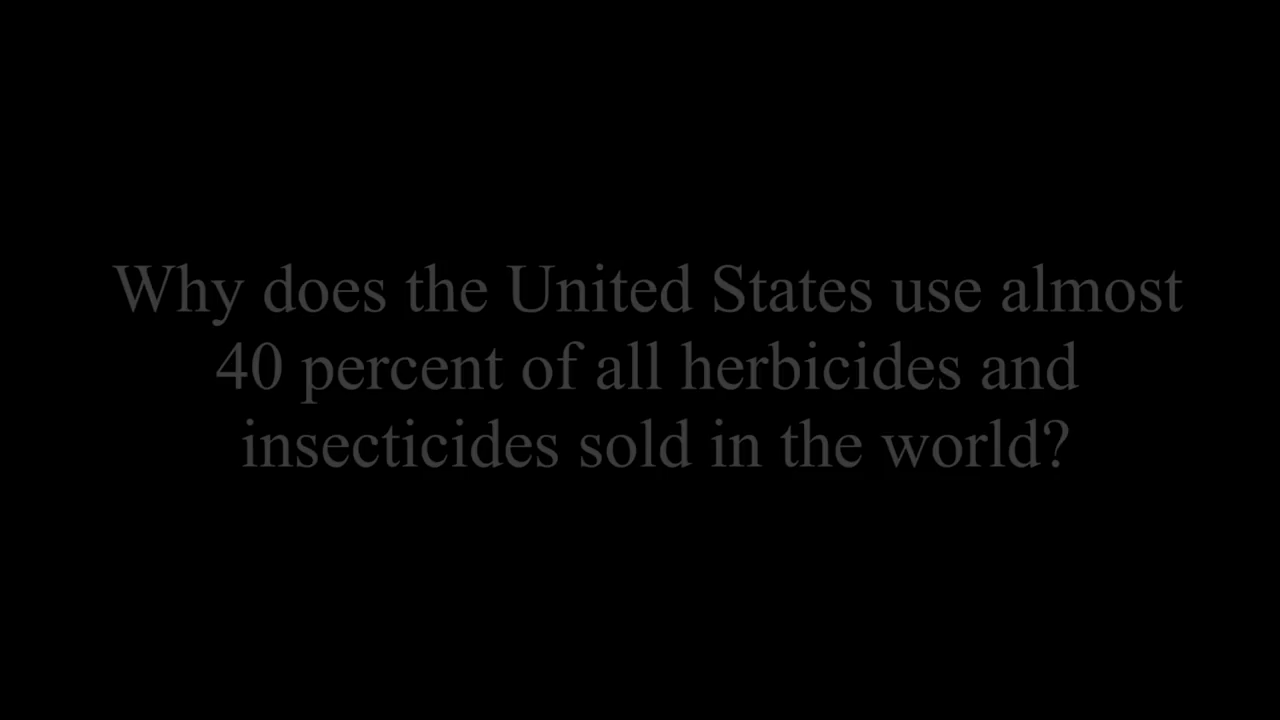 Why does the United States use almost
40 percent of all herbicides and
insecticides sold in the world?